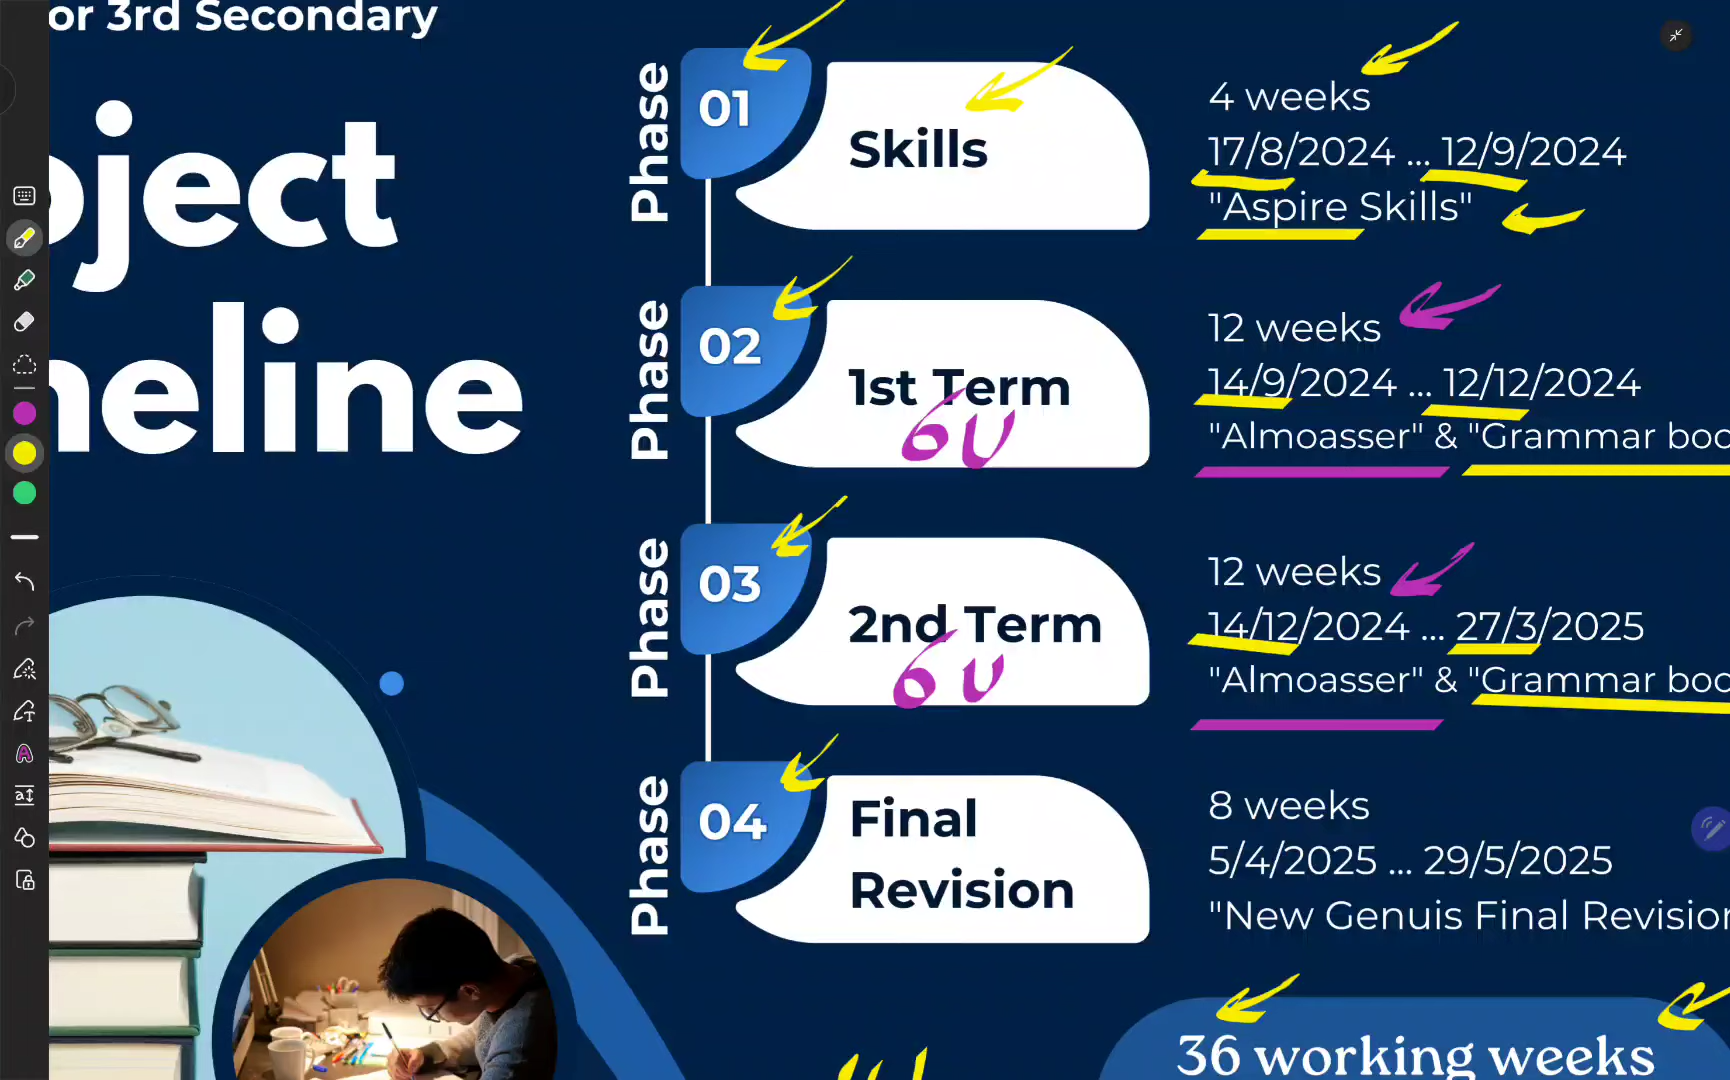 or 3rd Secondary
oject
neline
Phase
01
Skills
4 weeks
17/8/2024 ... 12/9/2024
"Aspire Skills"
Phase
02
1st Term
6U
12 weeks
14/9/2024 ... 12/12/2024
"Almoasser" & "Grammar boo
Phase
03
2nd Term
6U
12 weeks
14/12/2024 ... 27/3/2025
"Almoasser" & "Grammar boo
Phase
04
Final
Revision
8 weeks
5/4/2025 ... 29/5/2025
"New Genuis Final Revision
36 working weeks